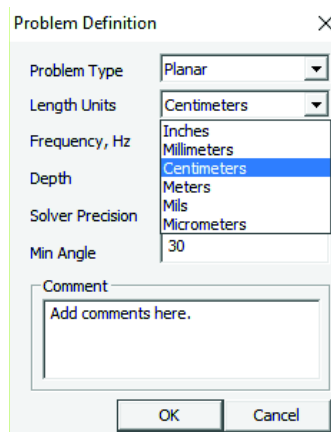 Problem Definition
Problem Type Planar
Length Units Centimeters
Inches
Frequency, Hz
Millimeters
Centimeters
Depth
Meters
Mils
Solver Precision
Micrometers
Min Angle 30
Comment
Add comments here.
OK Cancel